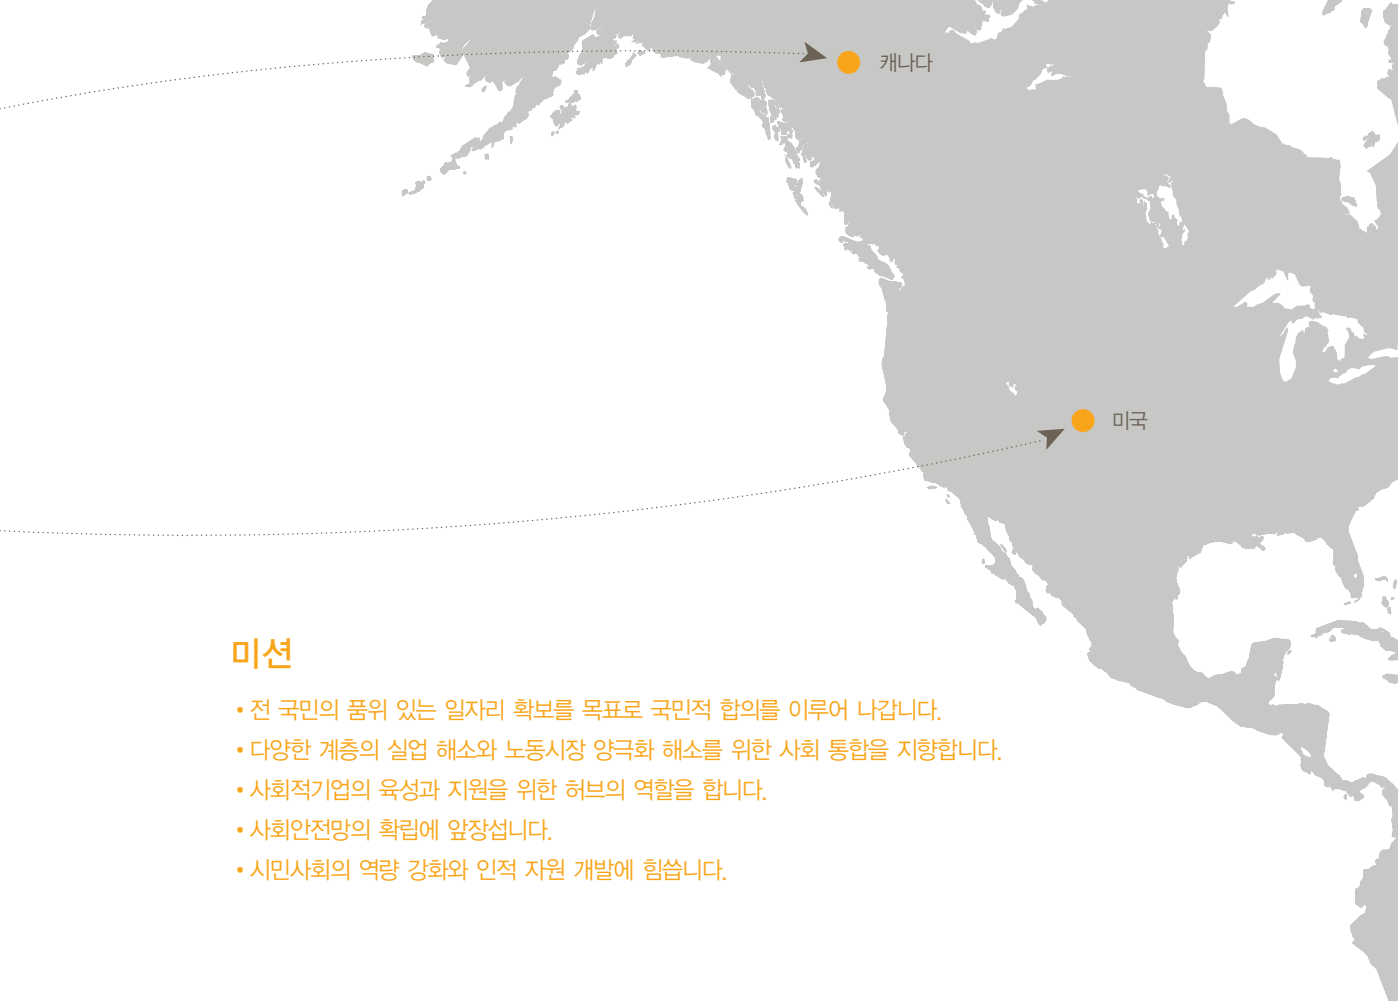 캐나다
미국
미션
• 전 국민의 품위 있는 일자리 확보를 목표로 국민적 합의를 이루어 나갑니다.
• 다양한 계층의 실업 해소와 노동시장 양극화 해소를 위한 사회 통합을 지향합니다.
• 사회적기업의 육성과 지원을 위한 허브의 역할을 합니다.
• 사회안전망의 확립에 앞장섭니다.
• 시민사회의 역량 강화와 인적 자원 개발에 힘씁니다.